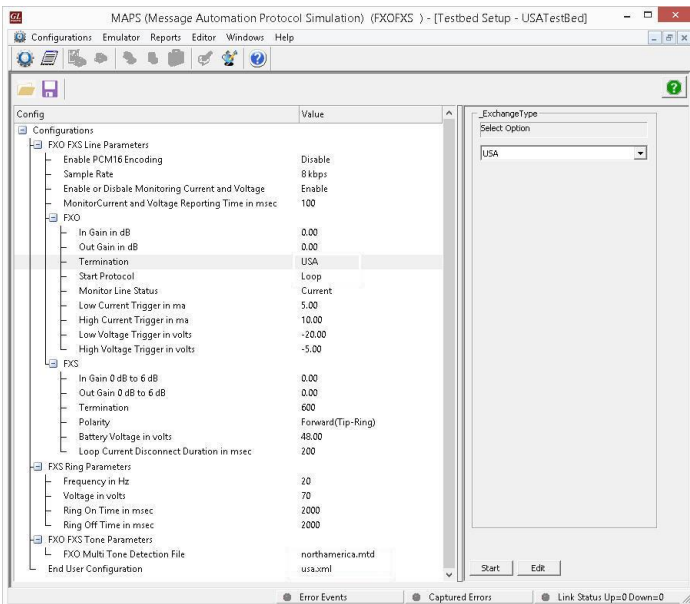 GL MAPS (Message Automation Protocol Simulation) (FXOFXS ) - [Testbed Setup - USATestBed]
Configurations Emulator Reports Editor Windows Help
Config Value
Configurations
FXO FXS Line Parameters
Enable PCM16 Encoding Disable
Sample Rate 8 kbps
Enable or Disbale Monitoring Current and Voltage Enable
MonitorCurrent and Voltage Reporting Time in msec 100
FXO
In Gain in dB 0.00
Out Gain in dB 0.00
Termination USA
Start Protocol Loop
Monitor Line Status Current
Low Current Trigger in ma 5.00
High Current Trigger in ma 10.00
Low Voltage Trigger in volts -20.00
High Voltage Trigger in volts -5.00
FXS
In Gain 0 dB to 6 dB 0.00
Out Gain 0 dB to 6 dB 0.00
Termination 600
Polarity Forward(Tip-Ring)
Battery Voltage in volts 48.00
Loop Current Disconnect Duration in msec 200
FXS Ring Parameters
Frequency in Hz 20
Voltage in volts 70
Ring On Time in msec 2000
Ring Off Time in msec 2000
FXO FXS Tone Parameters
FXO Multi Tone Detection File northamerica.mtd
End User Configuration usa.xml
_ExchangeType
Select Option
USA
Start Edit
Error Events Captured Errors Link Status Up=0 Down=0